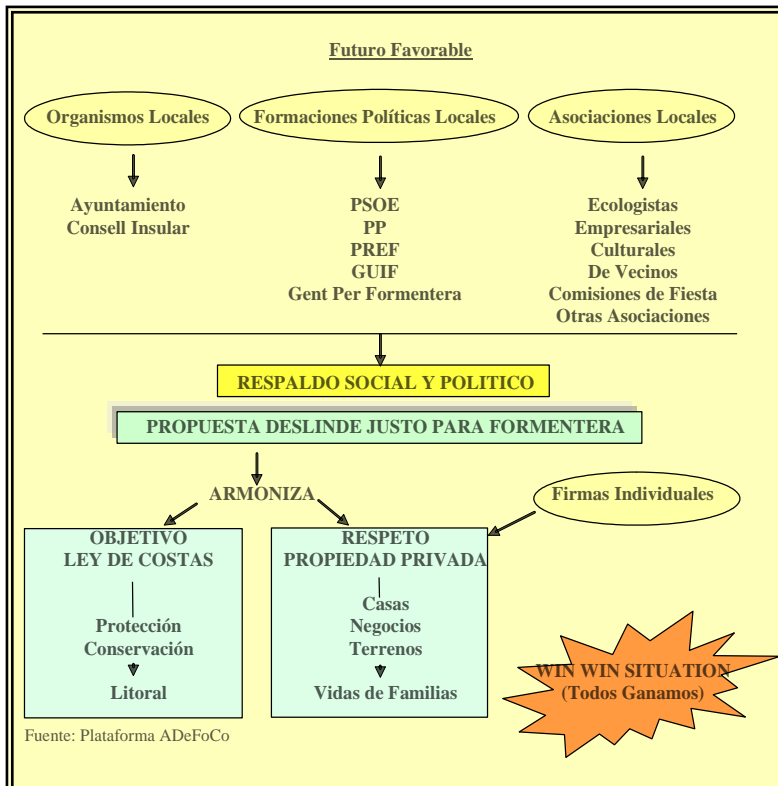 Futuro Favorable
Organismos Locales
Ayuntamiento
Consell Insular
Formaciones Políticas Locales
PSOE
PP
PREF
GUIF
Gent Per Formentera
Asociaciones Locales
Ecologistas
Empresariales
Culturales
De Vecinos
Comisiones de Fiesta
Otras Asociaciones
RESPALDO SOCIAL Y POLITICO
PROPUESTA DESLINDE JUSTO PARA FORMENTERA
ARMONIZA
Firmas Individuales
OBJETIVO
LEY DE COSTAS
Protección
Conservación
Litoral
RESPETO
PROPIEDAD PRIVADA
Casas
Negocios
Terrenos
Vidas de Familias
WIN WIN SITUATION
(Todos Ganamos)
Fuente: Plataforma ADeFoCo